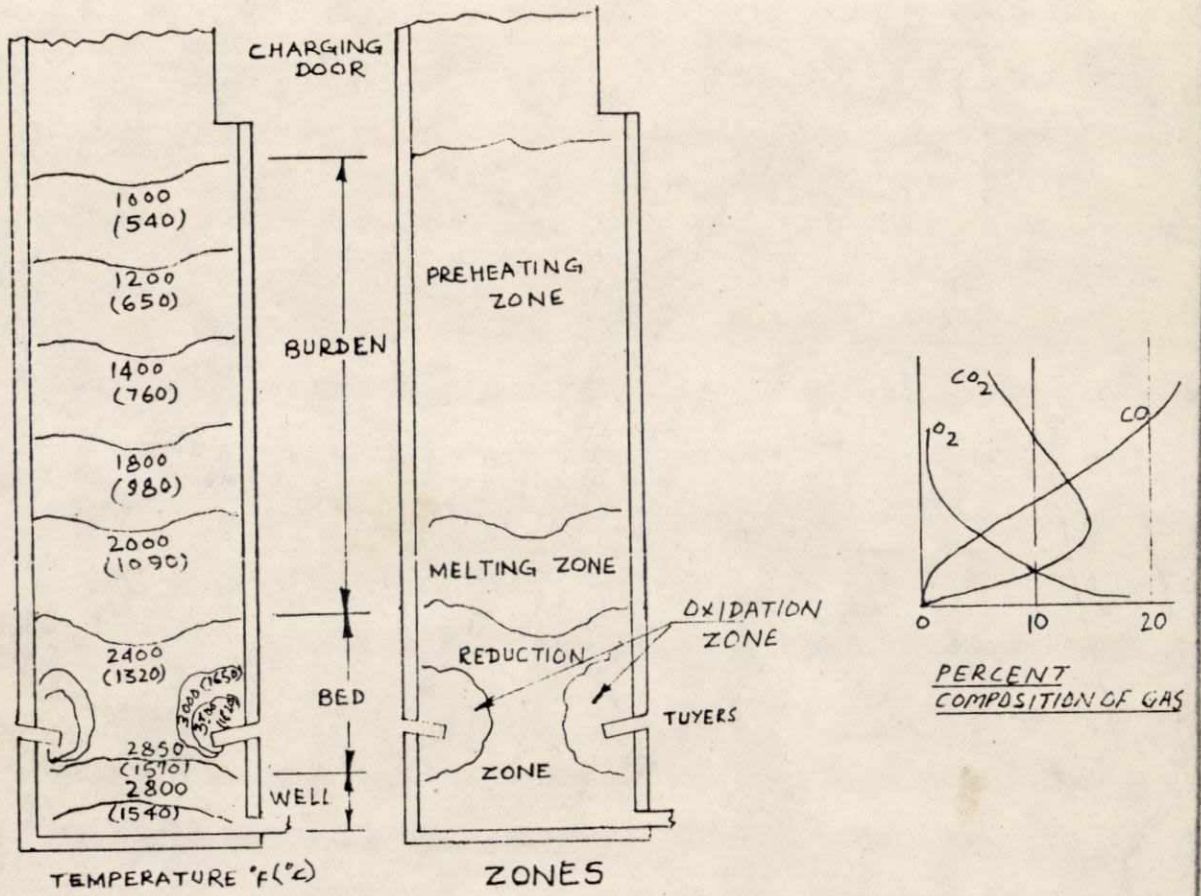 CHARGING
DOOR
1000
(540)
1200
(650)
1400
(760)
1800
(980)
2000
(1090)
2400
(1320)
3000 (1650)
2850
(1570)
2800
(1540)
BURDEN
BED
WELL
TEMPERATURE °F(°C)
PREHEATING
ZONE
MELTING ZONE
REDUCTION
ZONE
OXIDATION
ZONE
TUYERS
ZONES
CO2
CO
O2
0 10 20
PERCENT
COMPOSITION OF GAS